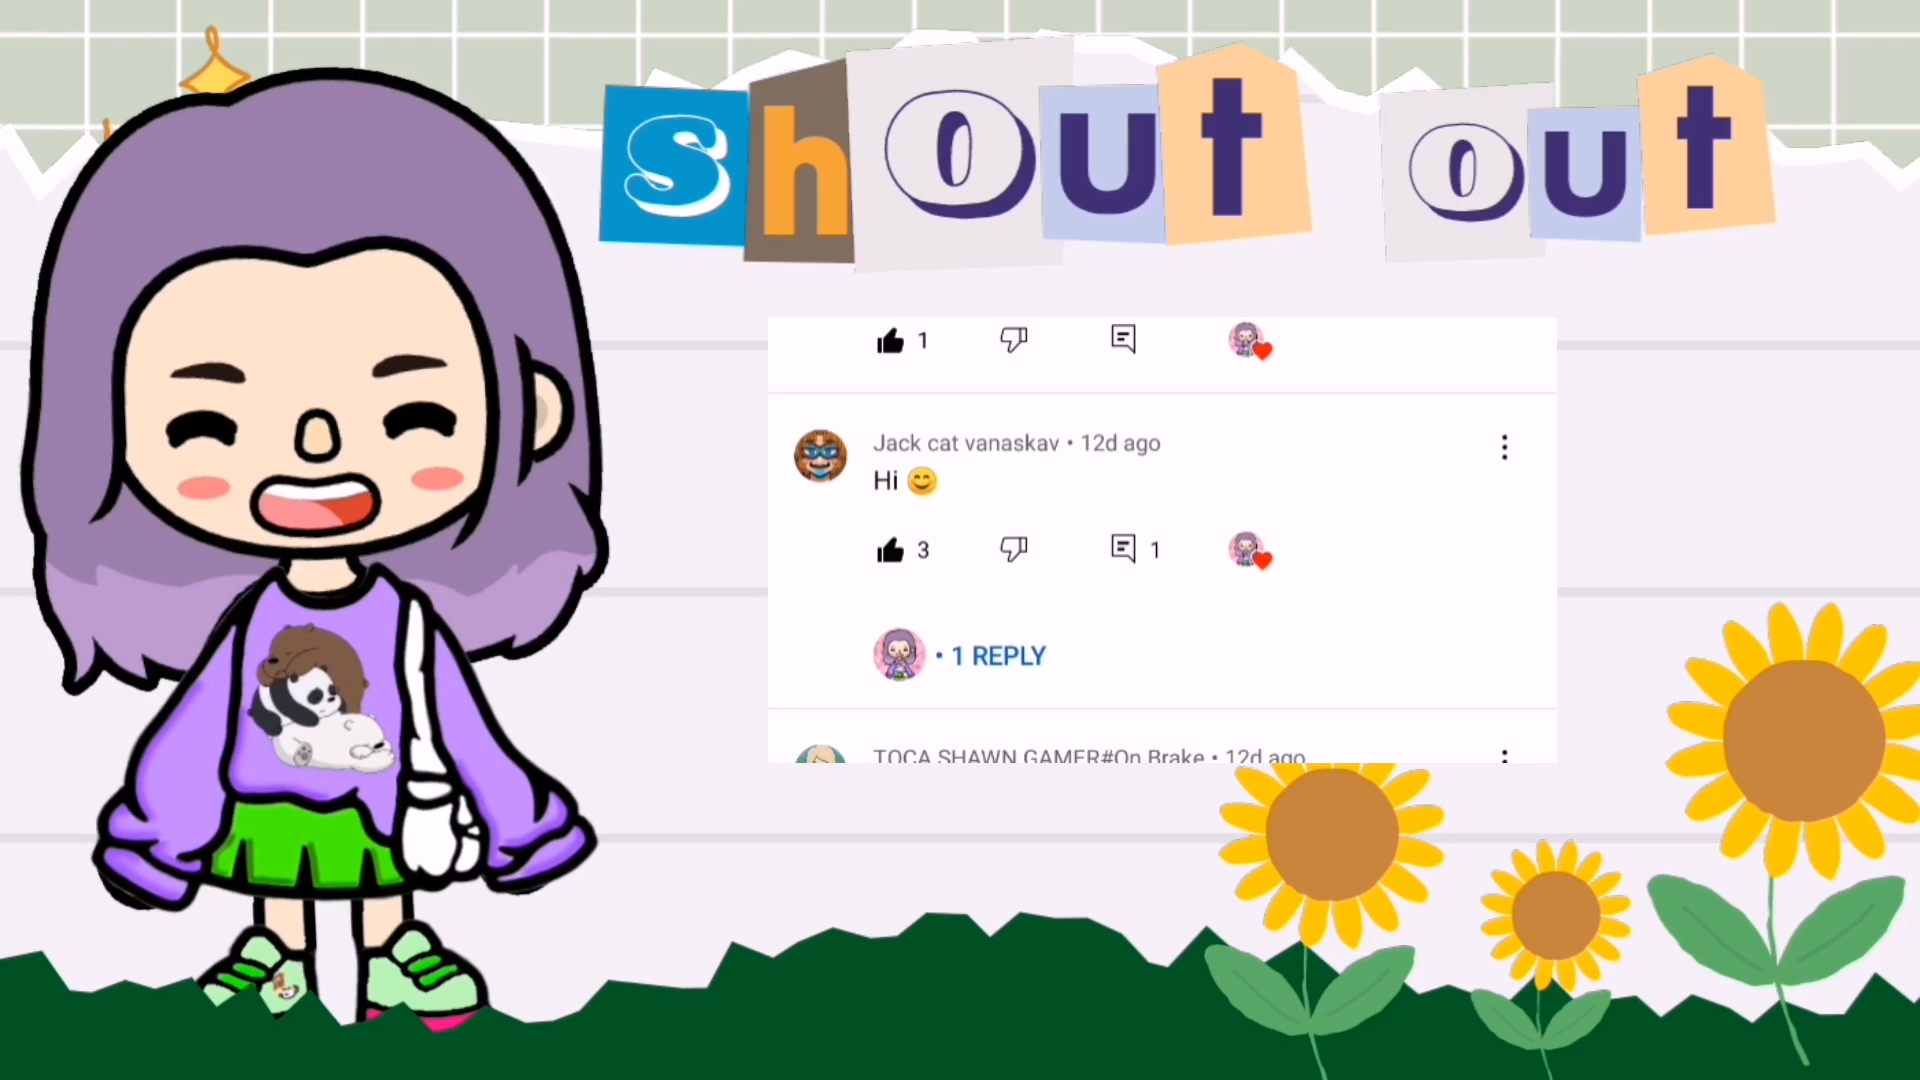 Shout out
1
Jack cat vanaskav • 12d ago
Hi 😊
3 1
• 1 REPLY
TOCA SHAWN GAMER#On Brake • 12d ago